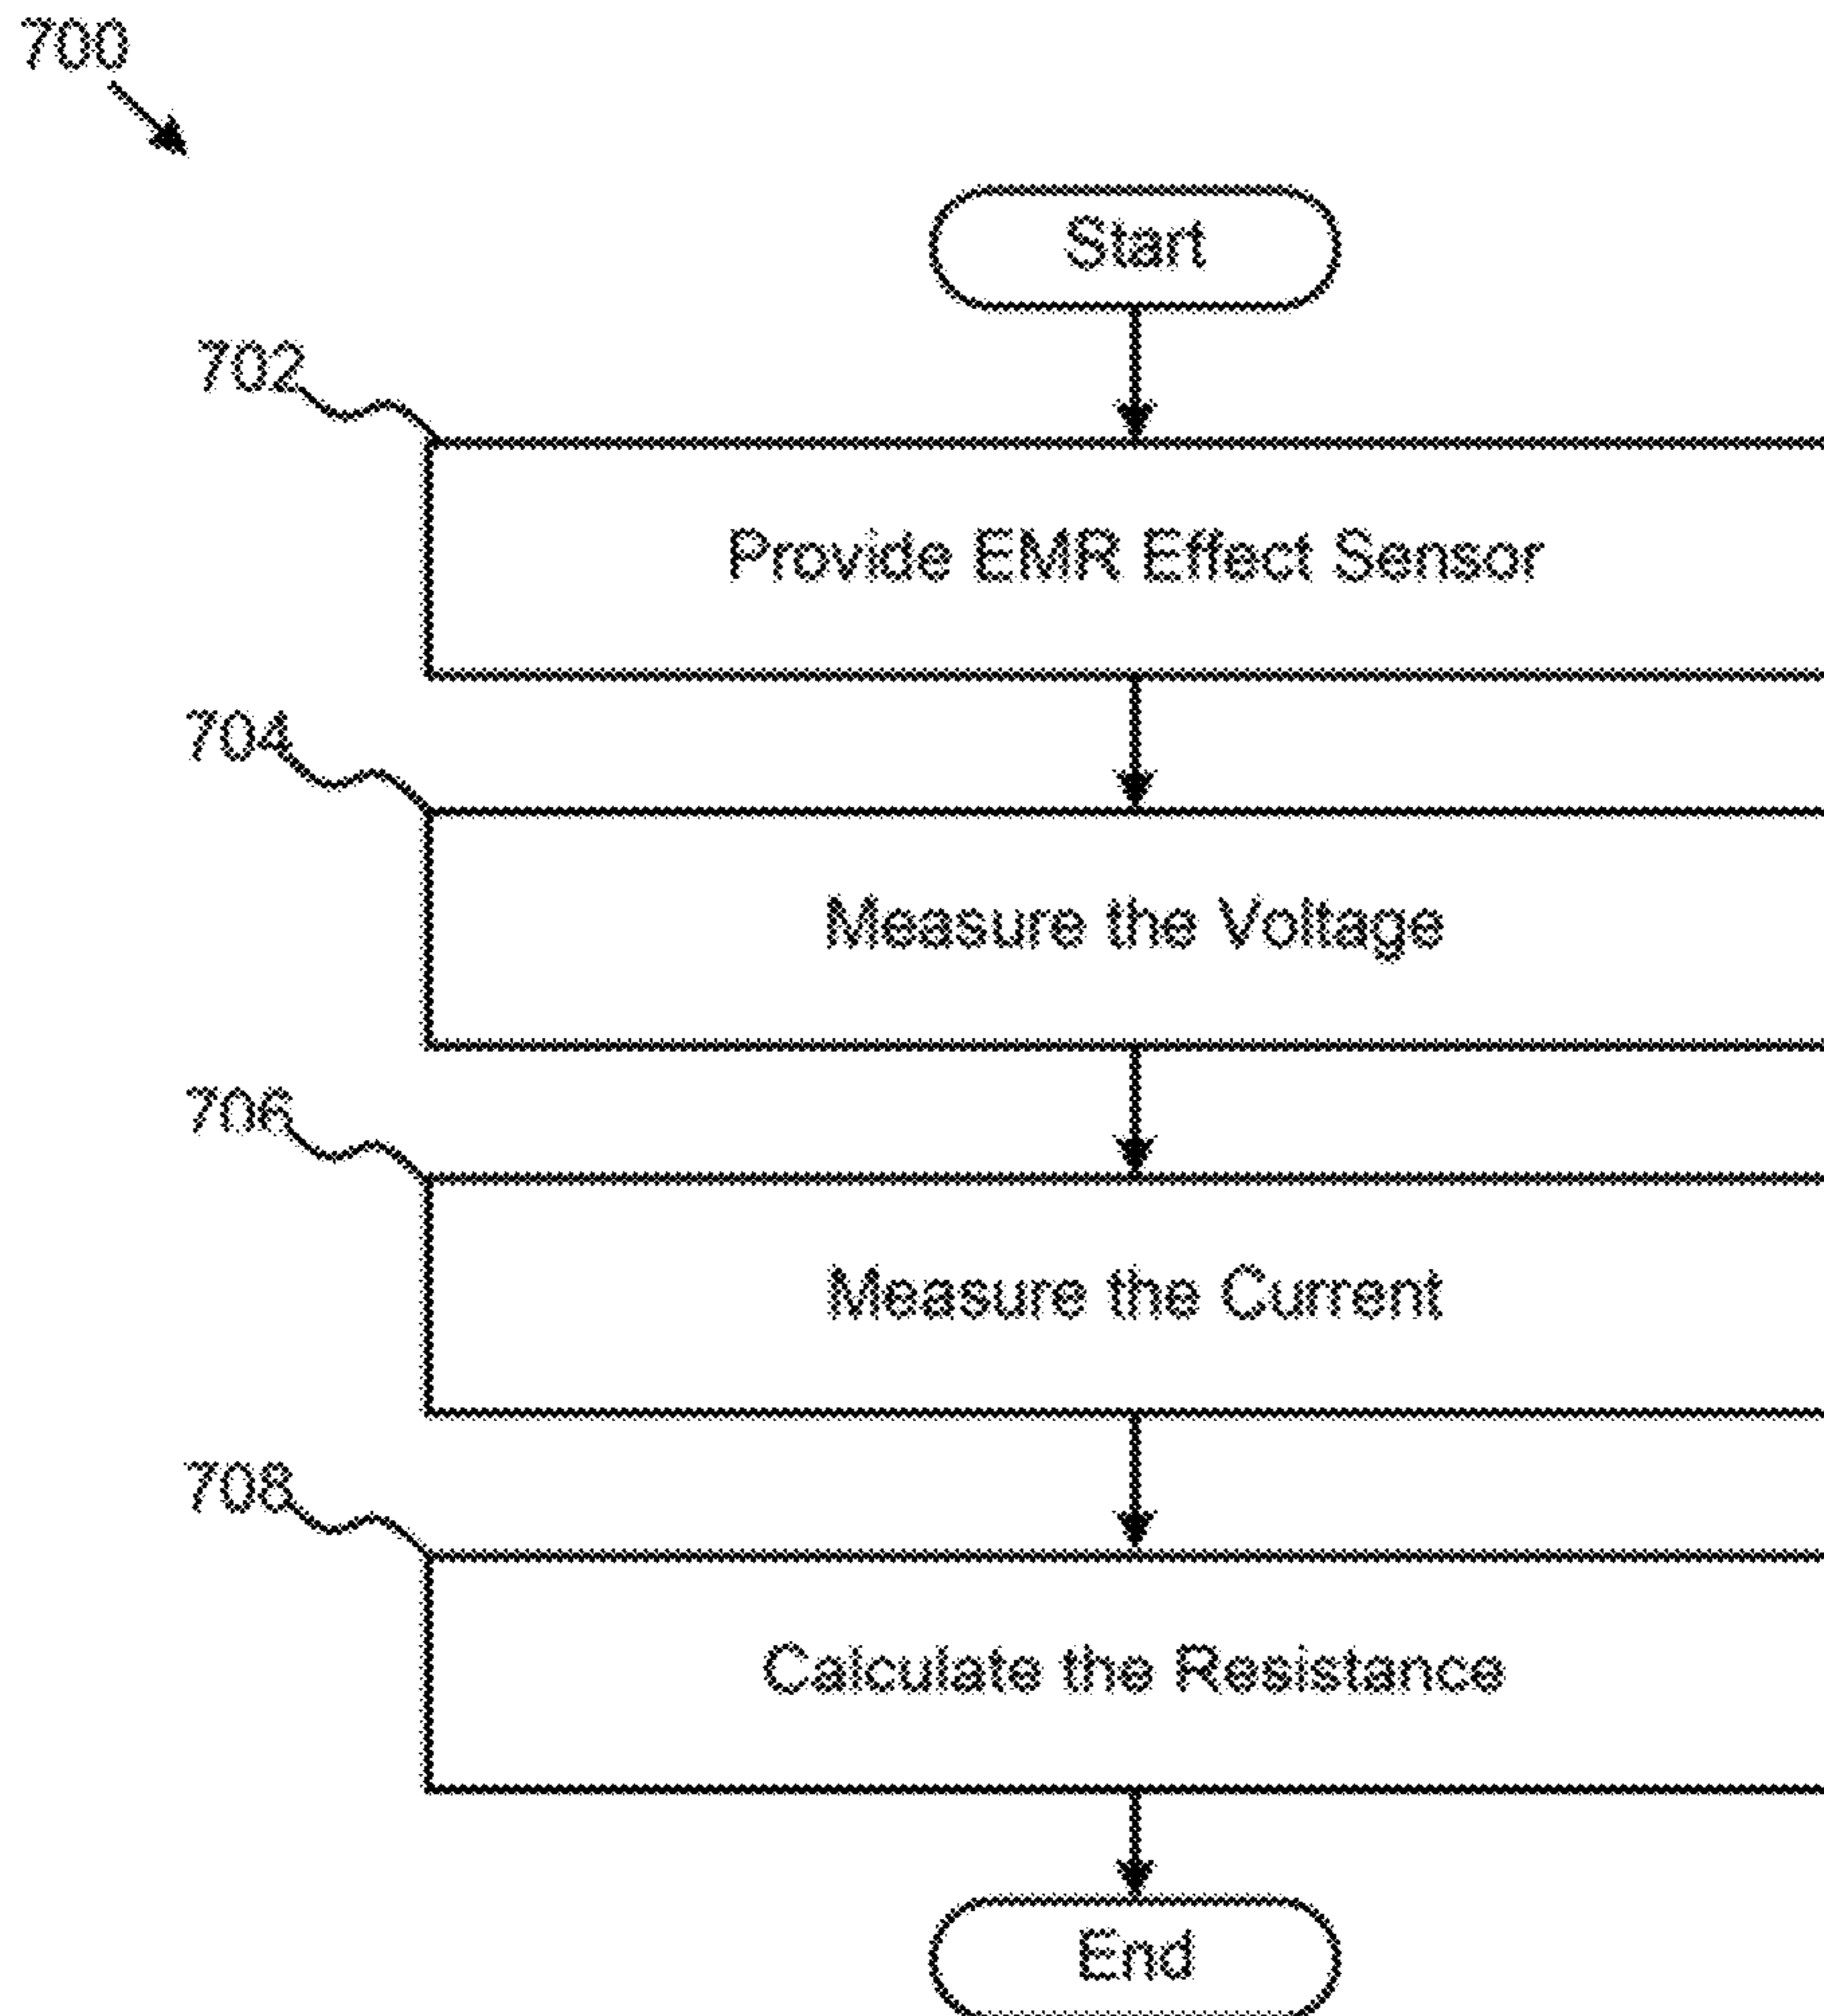 700
Start
702
Provide EMR Effect Sensor
704
Measure the Voltage
706
Measure the Current
708
Calculate the Resistance
End